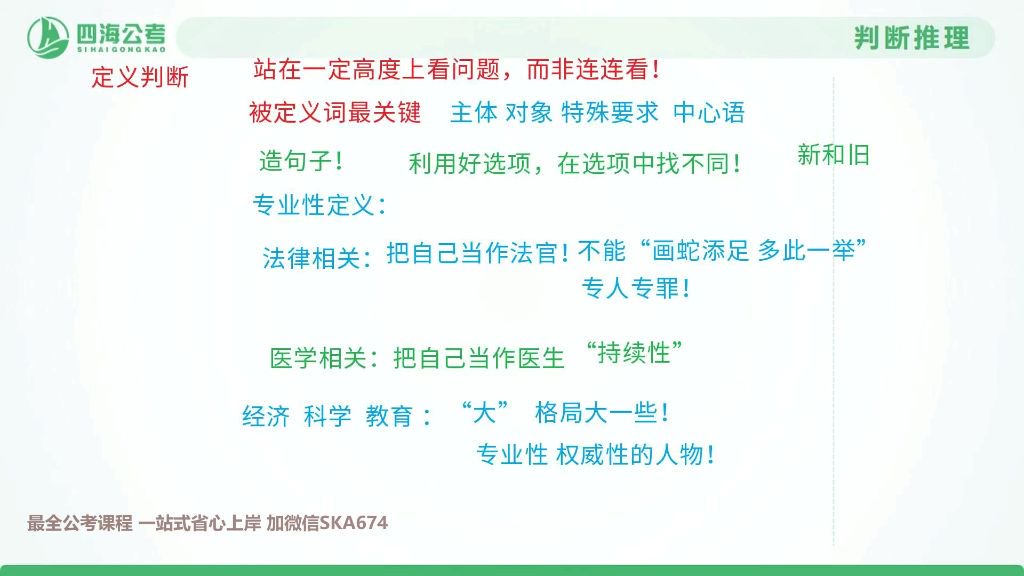 四海公考
SIHAIGONGKAO
判断推理
定义判断
站在一定高度上看问题，而非连连看！
被定义词最关键 主体 对象 特殊要求 中心语
造句子！ 利用好选项，在选项中找不同！ 新和旧
专业性定义：
法律相关：把自己当作法官！不能“画蛇添足 多此一举”
专人专罪！
医学相关：把自己当作医生 “持续性”
经济 科学 教育： “大” 格局大一些！
专业性 权威性的人物！
最全公考课程 一站式省心上岸 加微信SKA674